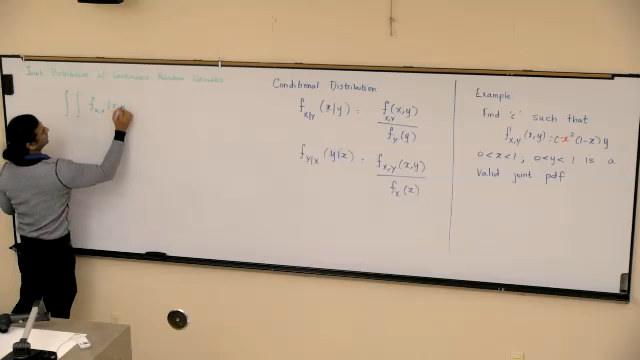 Joint Distribution of Continuous Random Variables
∫ ∫ f_{X,Y} (x,
Conditional Distribution:
f_{X|Y} (x|y) = f_{X,Y} (x,y) / f_Y (y)
f_{Y|X} (y|x) = f_{X,Y} (x,y) / f_X (x)
Example:
Find 'c' such that
f_{X,Y} (x,y) = c x² (1-x) y
0 < x < 1, 0 < y < 1 is a
valid joint pdf